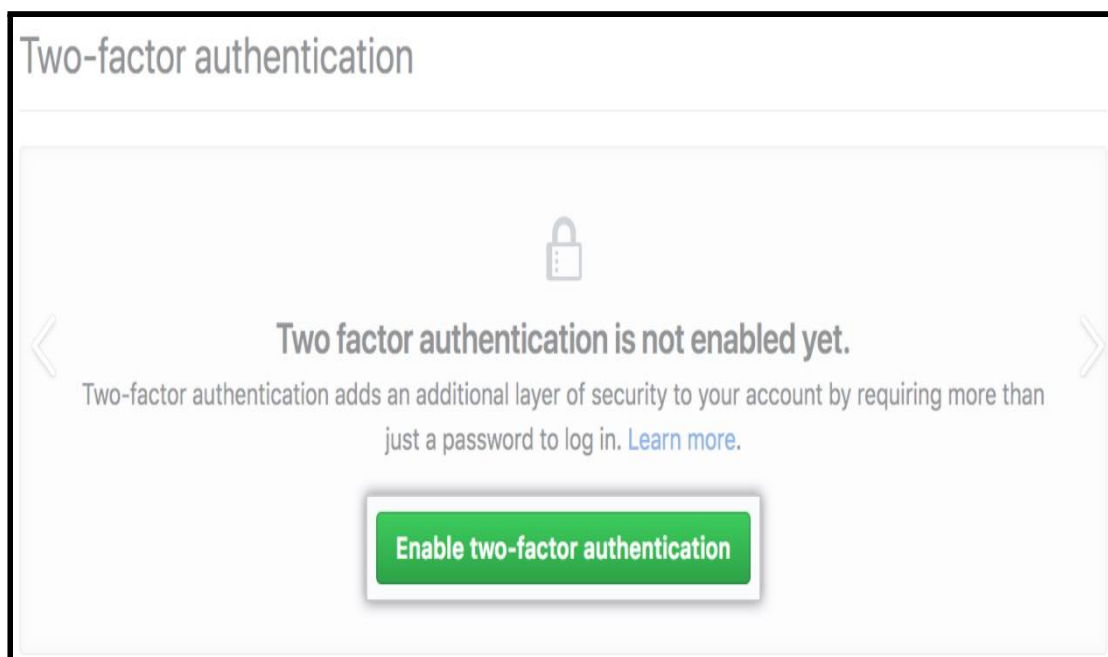 Two-factor authentication
Two factor authentication is not enabled yet.
Two-factor authentication adds an additional layer of security to your account by requiring more than
just a password to log in. Learn more.
Enable two-factor authentication